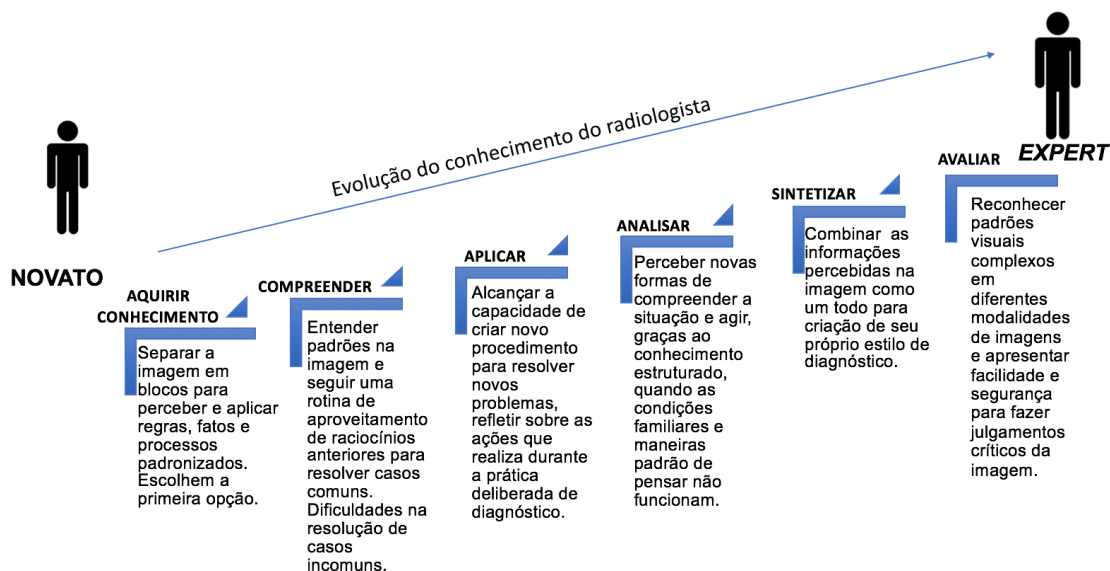 Evolução do conhecimento do radiologista
NOVATO
EXPERT
AQUIRIR
CONHECIMENTO
Separar a
imagem em
blocos para
perceber e aplicar
regras, fatos e
processos
padronizados.
Escolhem a
primeira opção.
COMPREENDER
Entender
padrões na
imagem e
seguir uma
rotina de
aproveitamento
de raciocínios
anteriores para
resolver casos
comuns.
Dificuldades na
resolução de
casos
incomuns.
APLICAR
Alcançar a
capacidade de
criar novo
procedimento
para resolver
novos
problemas,
refletir sobre as
ações que
realiza durante
a prática
deliberada de
diagnóstico.
ANALISAR
Perceber novas
formas de
compreender a
situação e agir,
graças ao
conhecimento
estruturado,
quando as
condições
familiares e
maneiras
padrão de
pensar não
funcionam.
SINTETIZAR
Combinar as
informações
percebidas na
imagem como
um todo para
criação de seu
próprio estilo de
diagnóstico.
AVALIAR
Reconhecer
padrões
visuais
complexos
em
diferentes
modalidades
de imagens
e apresentar
facilidade e
segurança
para fazer
julgamentos
críticos da
imagem.